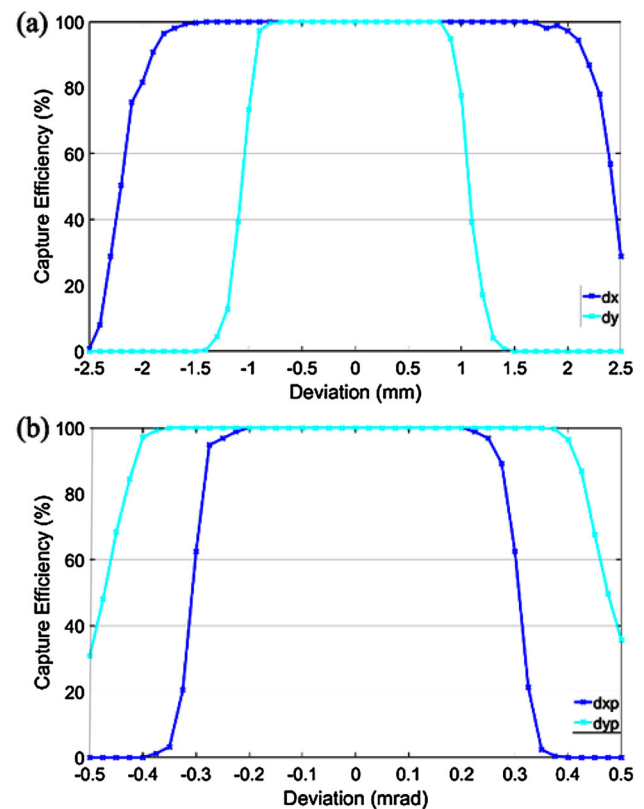 (a)
100
80
60
40
20
0
Capture Efficiency (%)
dx
dy
-2.5 -2 -1.5 -1 -0.5 0 0.5 1 1.5 2 2.5
Deviation (mm)
(b)
100
80
60
40
20
0
Capture Efficiency (%)
dxp
dyp
-0.5 -0.4 -0.3 -0.2 -0.1 0 0.1 0.2 0.3 0.4 0.5
Deviation (mrad)